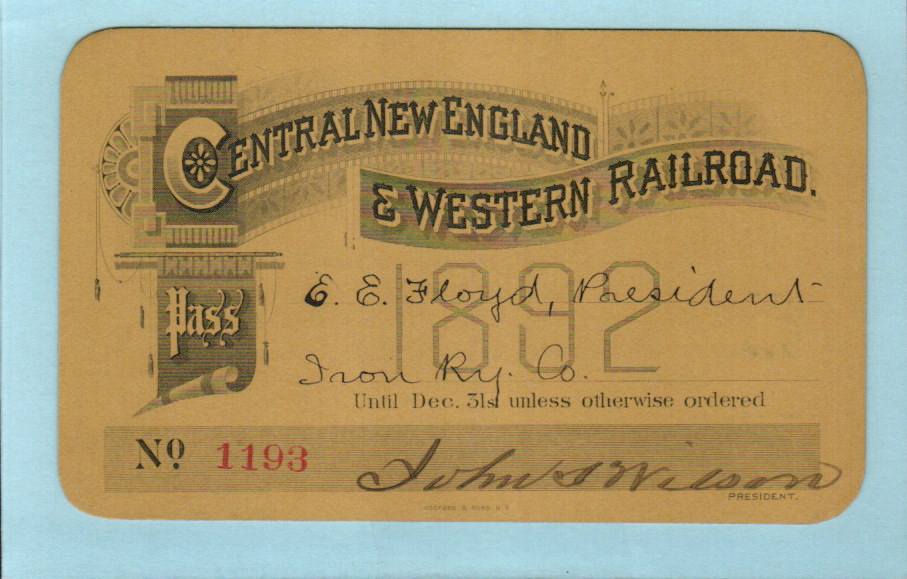 CENTRAL NEW ENGLAND
& WESTERN RAILROAD.
1892
Pass
E. E. Floyd, President
Iron Ry. Co.
Until Dec. 31st unless otherwise ordered
No. 1193
John S Wilson
PRESIDENT.